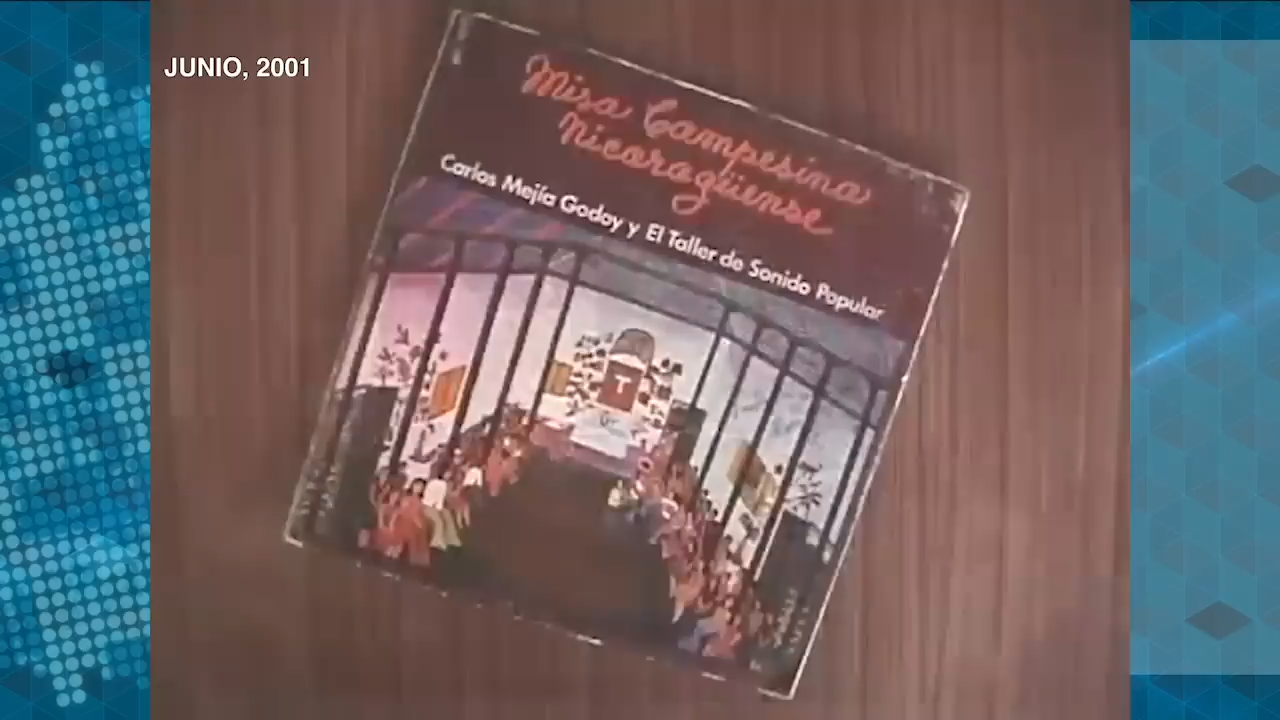 JUNIO, 2001
Misa Campesina
Nicaragüense
Carlos Mejía Godoy y El Taller de Sonido Popular